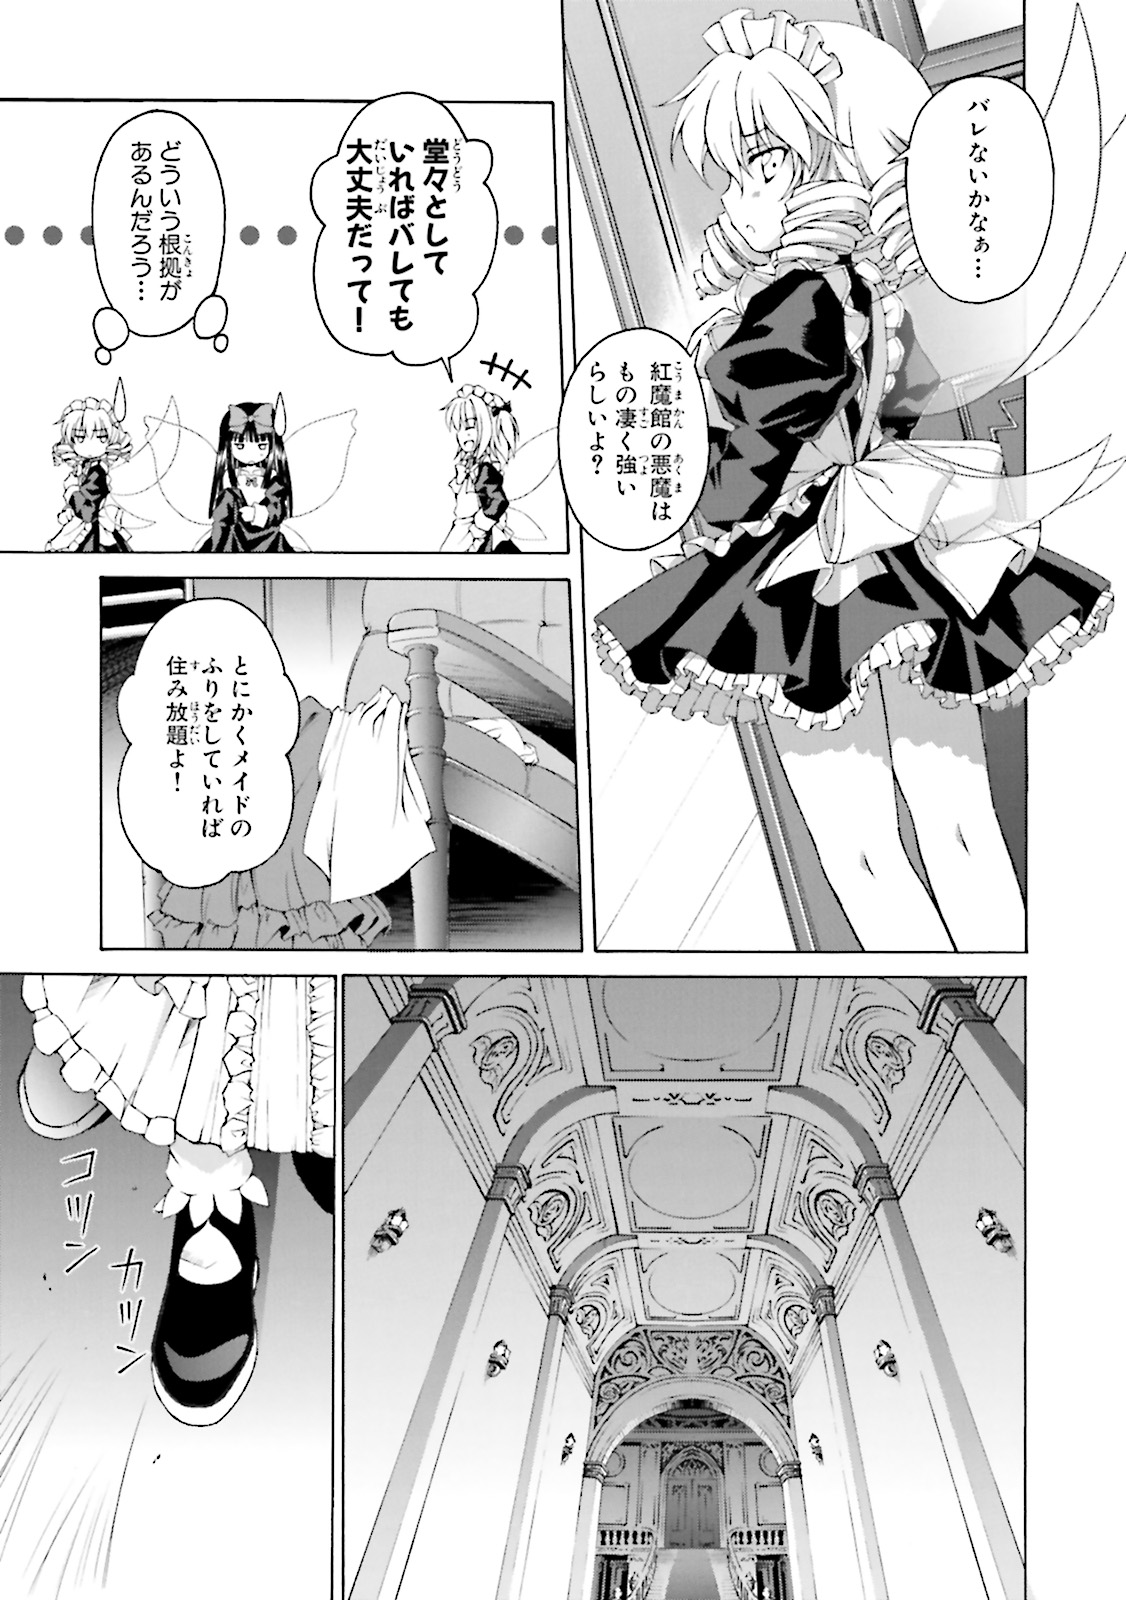 バレないかなぁ…
紅魔館の悪魔は
もの凄く強い
らしいよ？
堂々として
いればバレしても
大丈夫だって！
どういう根拠が
あるんだろう…
とにかくメイドの
ふりをしていれば
住み放題よ！
コツン
カツン